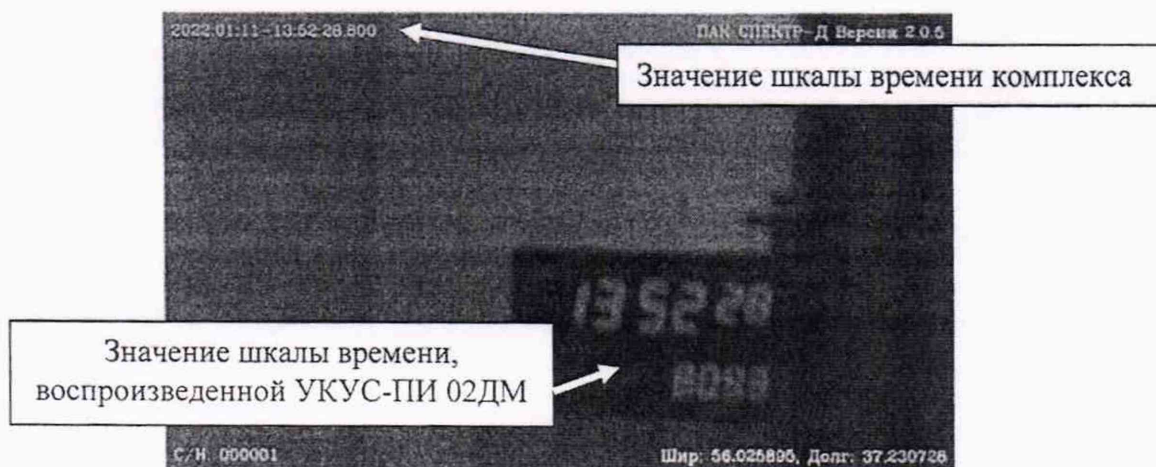 2022:01:11-13:52:28.800
ПАК СПЕКТР-Д Версия 2.0.5
Значение шкалы времени комплекса
13 52 28
Значение шкалы времени,
воспроизведенной УКУС-ПИ 02ДМ
С/Н: 000001
Шир: 56.025895, Долг: 37.230728